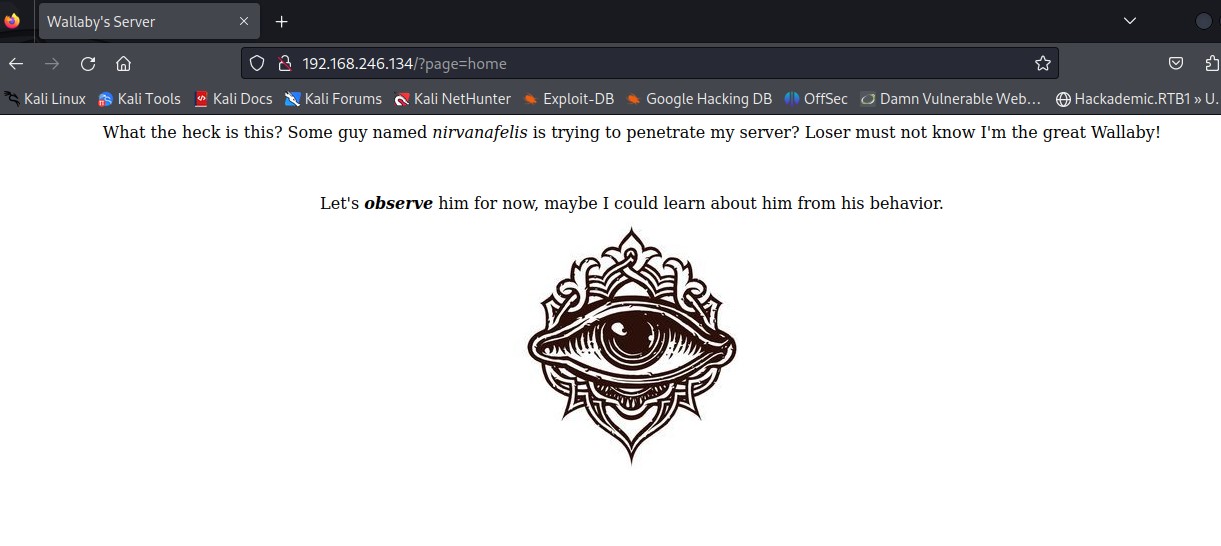 Wallaby's Server
192.168.246.134/?page=home
Kali Linux Kali Tools Kali Docs Kali Forums Kali NetHunter Exploit-DB Google Hacking DB OffSec Damn Vulnerable Web… Hackademic.RTB1 » U.
What the heck is this? Some guy named nirvanafelis is trying to penetrate my server? Loser must not know I'm the great Wallaby!
Let's observe him for now, maybe I could learn about him from his behavior.